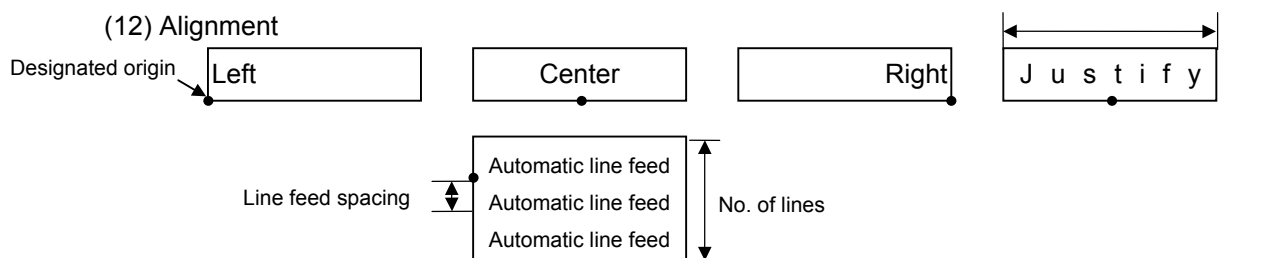 (12) Alignment
Designated origin
Left
Center
Right
J u s t i f y
Automatic line feed
Line feed spacing
Automatic line feed
No. of lines
Automatic line feed